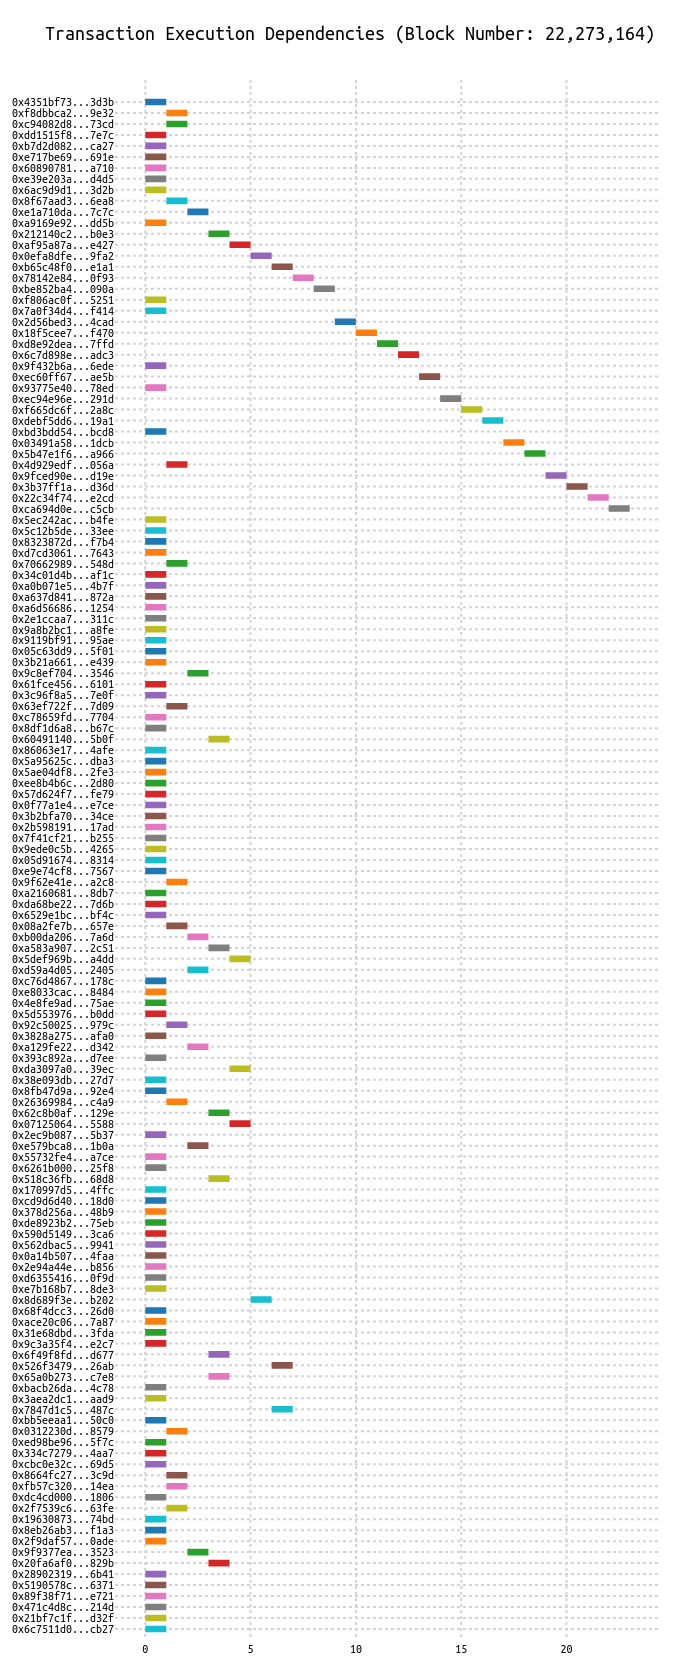 Transaction Execution Dependencies (Block Number: 22,273,164)
0x4351bf73...3d3b
0xf8dbbca2...9e32
0xc94082d8...73cd
0xdd1515f8...7e7c
0xb7d2d082...ca27
0xe717be69...691e
0x60890781...a710
0xe39e203a...d4d5
0x6ac9d9d1...3d2b
0x8f67aad3...6ea8
0xe1a710da...7c7c
0xa9169e92...dd5b
0x212140c2...b0e3
0xaf95a87a...e427
0x0efa8dfe...9fa2
0xb65c48f0...e1a1
0x78142e84...0f93
0xbe852ba4...090a
0xf806ac0f...5251
0x7a0f34d4...f414
0x2d56bed3...4cad
0x18f5cee7...f470
0xd8e92dea...7ffd
0x6c7d898e...adc3
0x9f432b6a...6ede
0xec60ff67...ae5b
0x93775e40...78ed
0xec94e96e...291d
0xf665dc6f...2a8c
0xdebf5dd6...19a1
0xbd3bdd54...bcd8
0x03491a58...1dcb
0x5b47e1f6...a966
0x4d929edf...056a
0x9fced90e...d19e
0x3b37ff1a...d36d
0x22c34f74...e2cd
0xca694d0e...c5cb
0x5ec242ac...b4fe
0x5c12b5de...33ee
0x8323872d...f7b4
0xd7cd3061...7643
0x70662989...548d
0x34c01d4b...af1c
0xa0b071e5...4b7f
0xa637d841...872a
0xa6d56686...1254
0x2e1ccaa7...311c
0x9a8b2bc1...a8fe
0x9119bf91...95ae
0x05c63dd9...5f01
0x3b21a661...e439
0x9c8ef704...3546
0x61fce456...6101
0x3c96f8a5...7e0f
0x63ef722f...7d09
0xc78659fd...7704
0x8df1d6a8...b67c
0x60491140...5b0f
0x86063e17...4afe
0x5a95625c...dba3
0x5ae04df8...2fe3
0xee8b4b6c...2d80
0x57d624f7...fe79
0x0f77a1e4...e7ce
0x3b2bfa70...34ce
0x2b598191...17ad
0x7f41cf21...b255
0x9ede0c5b...4265
0x05d91674...8314
0xe9e74cf8...7567
0x9f62e41e...a2c8
0xa2160681...8db7
0xda68be22...7d6b
0x6529e1bc...bf4c
0x08a2fe7b...657e
0xb00da206...7a6d
0xa583a907...2c51
0x5def969b...a4dd
0xd59a4d05...2405
0xc76d4867...178c
0xe8033cac...8484
0x4e8fe9ad...75ae
0x5d553976...b0dd
0x92c50025...979c
0x3828a275...afa0
0xa129fe22...d342
0x393c892a...d7ee
0xda3097a0...39ec
0x38e093db...27d7
0x8fb47d9a...92e4
0x26369984...c4a9
0x62c8b0af...129e
0x07125064...5588
0x2ec9b087...5b37
0xe579bca8...1b0a
0x55732fe4...a7ce
0x6261b000...25f8
0x518c36fb...68d8
0x170997d5...4ffc
0xcd9d6d40...18d0
0x378d256a...48b9
0xde8923b2...75eb
0x590d5149...3ca6
0x562dbac5...9941
0x0a14b507...4faa
0x2e94a44e...b856
0xd6355416...0f9d
0xe7b168b7...8de3
0x8d689f3e...b202
0x68f4dcc3...26d0
0xace20c06...7a87
0x31e68dbd...3fda
0x9c3a35f4...e2c7
0x6f49f8fd...d677
0x526f3479...26ab
0x65a0b273...c7e8
0xbacb26da...4c78
0x3aea2dc1...aad9
0x7847d1c5...487c
0xbb5eeaa1...50c0
0x0312230d...8579
0xed98be96...5f7c
0x334c7279...4aa7
0xcbc0e32c...69d5
0x8664fc27...3c9d
0xfb57c320...14ea
0xdc4cd000...1806
0x2f7539c6...63fe
0x19630873...74bd
0x8eb26ab3...f1a3
0x2f9daf57...0ade
0x9f9377ea...3523
0x20fa6af0...829b
0x28902319...6b41
0x5190578c...6371
0x89f38f71...e721
0x471c4d8c...214d
0x21bf7c1f...d32f
0x6c7511d0...cb27
0 5 10 15 20